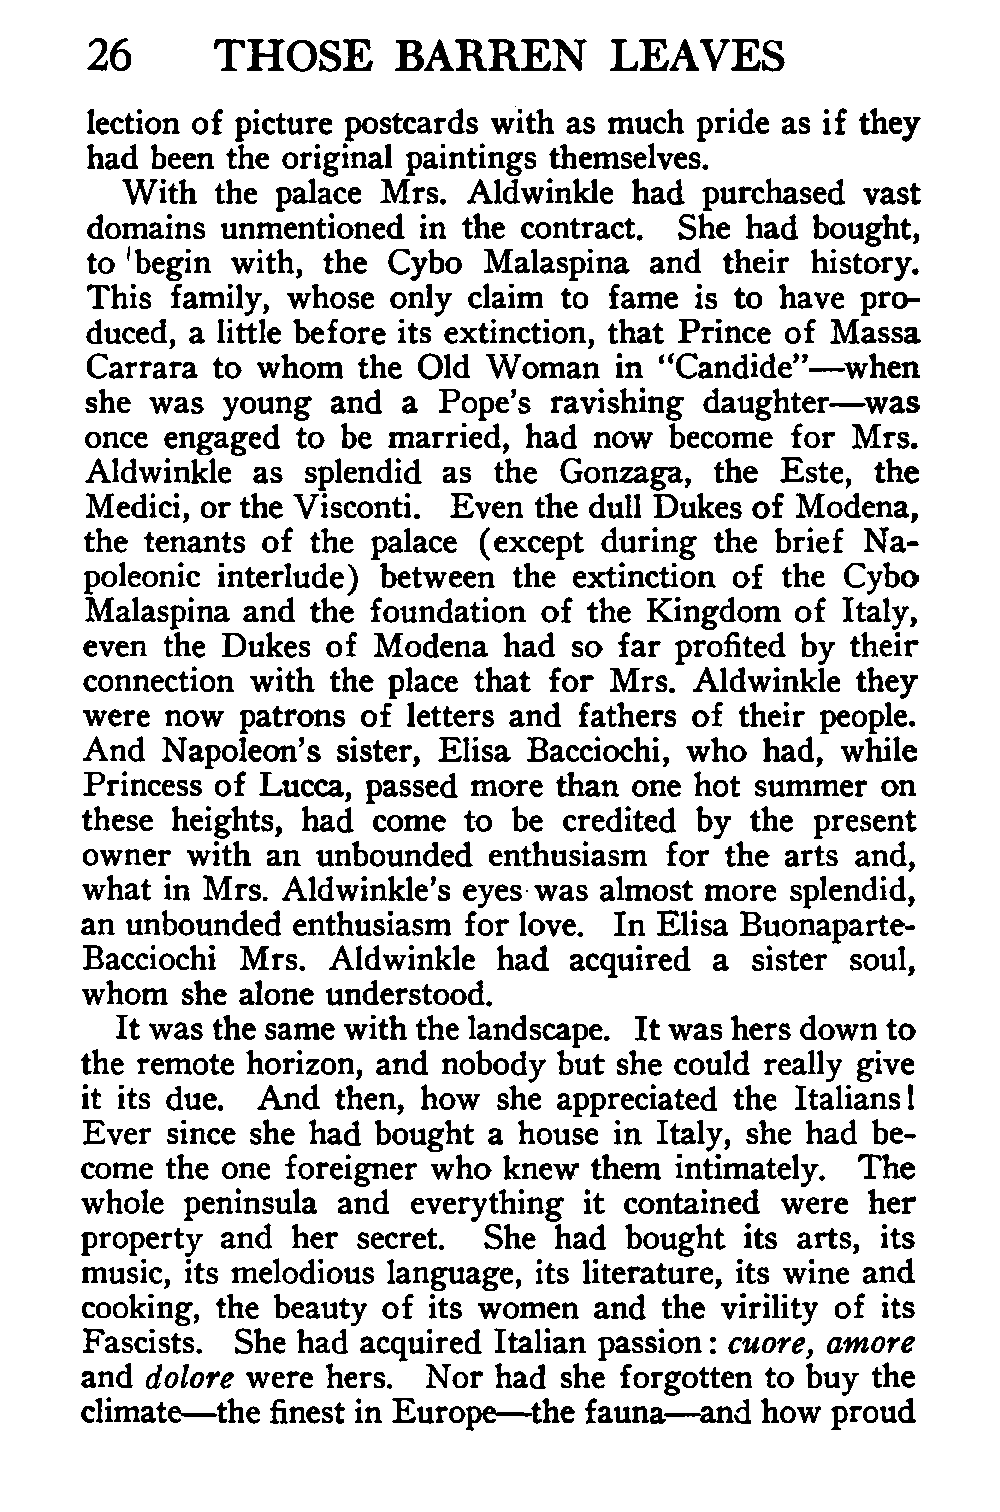 26 THOSE BARREN LEAVES
lection of picture postcards with as much pride as if they
had been the original paintings themselves.
With the palace Mrs. Aldwinkle had purchased vast
domains unmentioned in the contract. She had bought,
to 'begin with, the Cybo Malaspina and their history.
This family, whose only claim to fame is to have pro-
duced, a little before its extinction, that Prince of Massa
Carrara to whom the Old Woman in "Candide"—when
she was young and a Pope's ravishing daughter—was
once engaged to be married, had now become for Mrs.
Aldwinkle as splendid as the Gonzaga, the Este, the
Medici, or the Visconti. Even the dull Dukes of Modena,
the tenants of the palace (except during the brief Na-
poleonic interlude) between the extinction of the Cybo
Malaspina and the foundation of the Kingdom of Italy,
even the Dukes of Modena had so far profited by their
connection with the place that for Mrs. Aldwinkle they
were now patrons of letters and fathers of their people.
And Napoleon's sister, Elisa Bacciochi, who had, while
Princess of Lucca, passed more than one hot summer on
these heights, had come to be credited by the present
owner with an unbounded enthusiasm for the arts and,
what in Mrs. Aldwinkle's eyes was almost more splendid,
an unbounded enthusiasm for love. In Elisa Buonaparte-
Bacciochi Mrs. Aldwinkle had acquired a sister soul,
whom she alone understood.
It was the same with the landscape. It was hers down to
the remote horizon, and nobody but she could really give
it its due. And then, how she appreciated the Italians!
Ever since she had bought a house in Italy, she had be-
come the one foreigner who knew them intimately. The
whole peninsula and everything it contained were her
property and her secret. She had bought its arts, its
music, its melodious language, its literature, its wine and
cooking, the beauty of its women and the virility of its
Fascists. She had acquired Italian passion: cuore, amore
and dolore were hers. Nor had she forgotten to buy the
climate—the finest in Europe—the fauna—and how proud